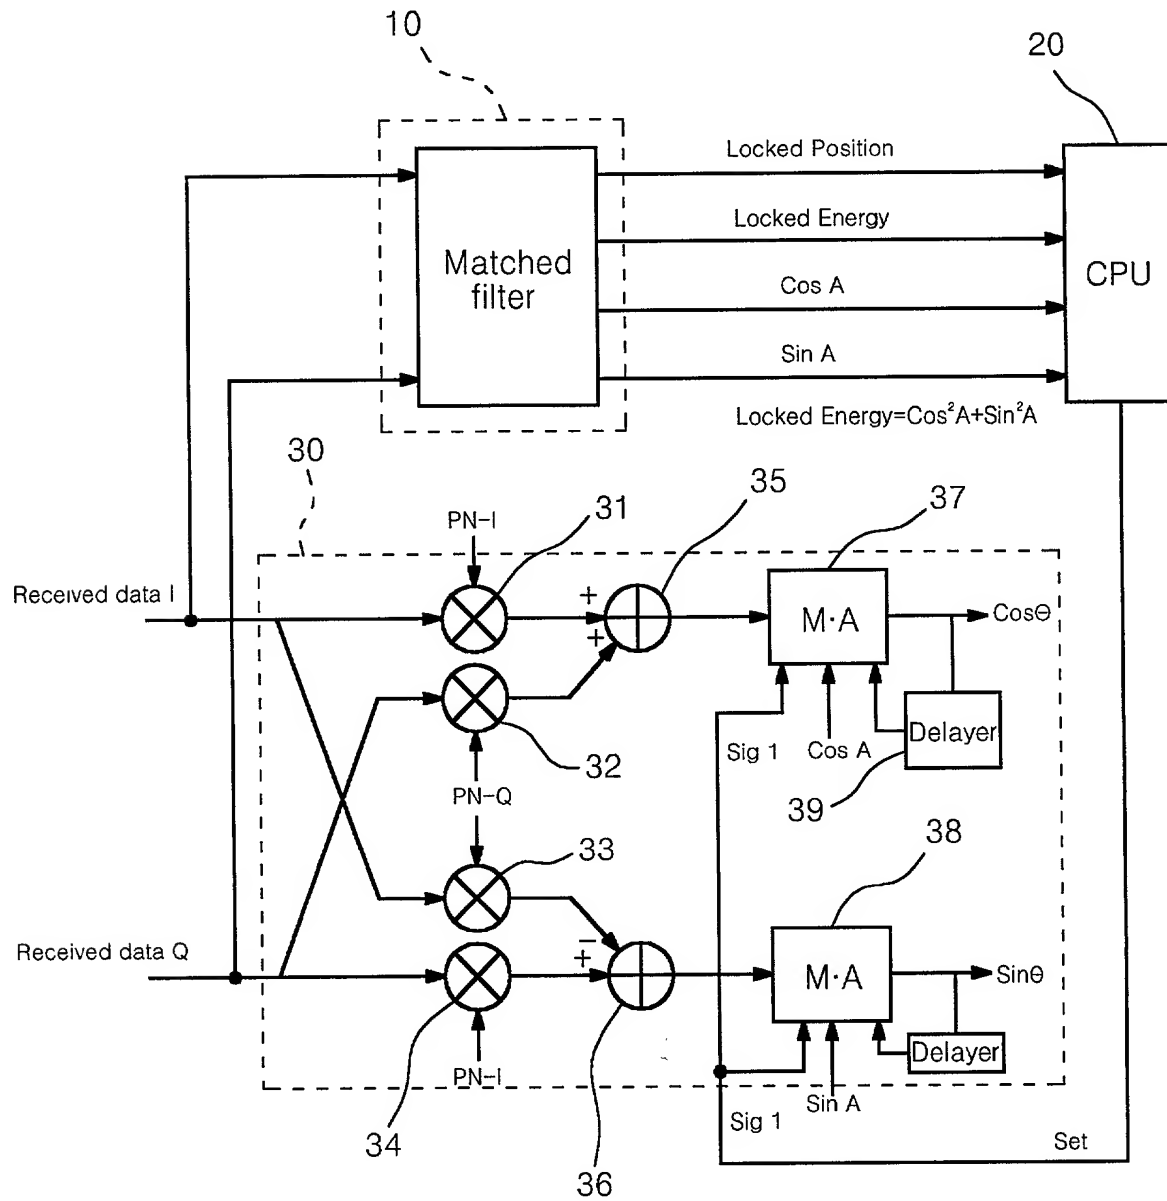 10
20
Locked Position
Locked Energy
Matched
filter
CPU
Cos A
Sin A
Locked Energy=Cos²A+Sin²A
30
PN-I
31
35
37
Received data I
+
+
M·A
CosΘ
32
Sig 1
Cos A
Delayer
PN-Q
39
33
38
Received data Q
−
+
M·A
Sinθ
Delayer
PN-I
Sig 1
Sin A
34
36
Set